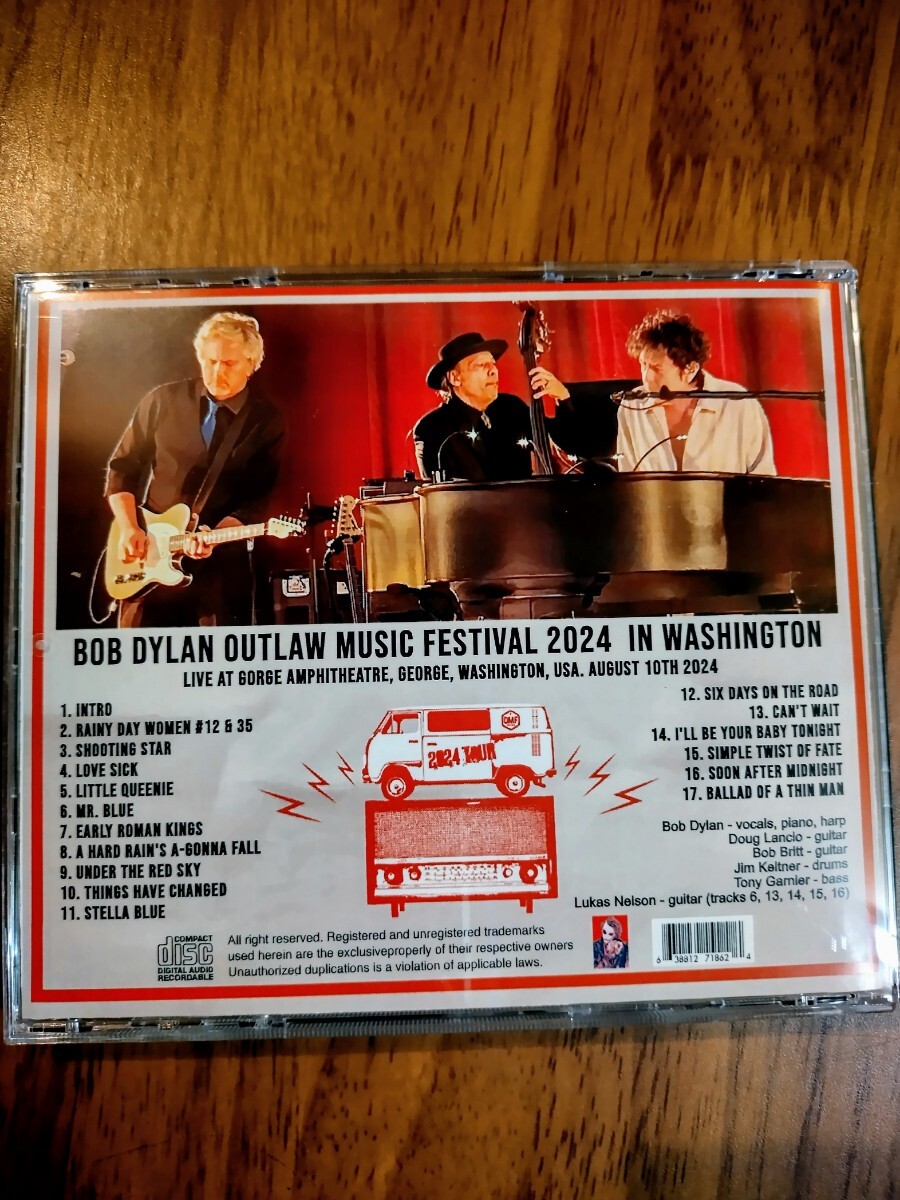 BOB DYLAN OUTLAW MUSIC FESTIVAL 2024 IN WASHINGTON
LIVE AT GORGE AMPHITHEATRE, GEORGE, WASHINGTON, USA. AUGUST 10TH 2024
1. INTRO
2. RAINY DAY WOMEN #12 & 35
3. SHOOTING STAR
4. LOVE SICK
5. LITTLE QUEENIE
6. MR. BLUE
7. EARLY ROMAN KINGS
8. A HARD RAIN'S A-GONNA FALL
9. UNDER THE RED SKY
10. THINGS HAVE CHANGED
11. STELLA BLUE
OMF
2024 TOUR
12. SIX DAYS ON THE ROAD
13. CAN'T WAIT
14. I'LL BE YOUR BABY TONIGHT
15. SIMPLE TWIST OF FATE
16. SOON AFTER MIDNIGHT
17. BALLAD OF A THIN MAN
Bob Dylan - vocals, piano, harp
Doug Lancio - guitar
Bob Britt - guitar
Jim Keltner - drums
Tony Garnier - bass
Lukas Nelson - guitar (tracks 6, 13, 14, 15, 16)
COMPACT
disc
DIGITAL AUDIO
RECORDABLE
All right reserved. Registered and unregistered trademarks
used herein are the exclusiveproperly of their respective owners
Unauthorized duplications is a violation of applicable laws.
6 38812 71862 4